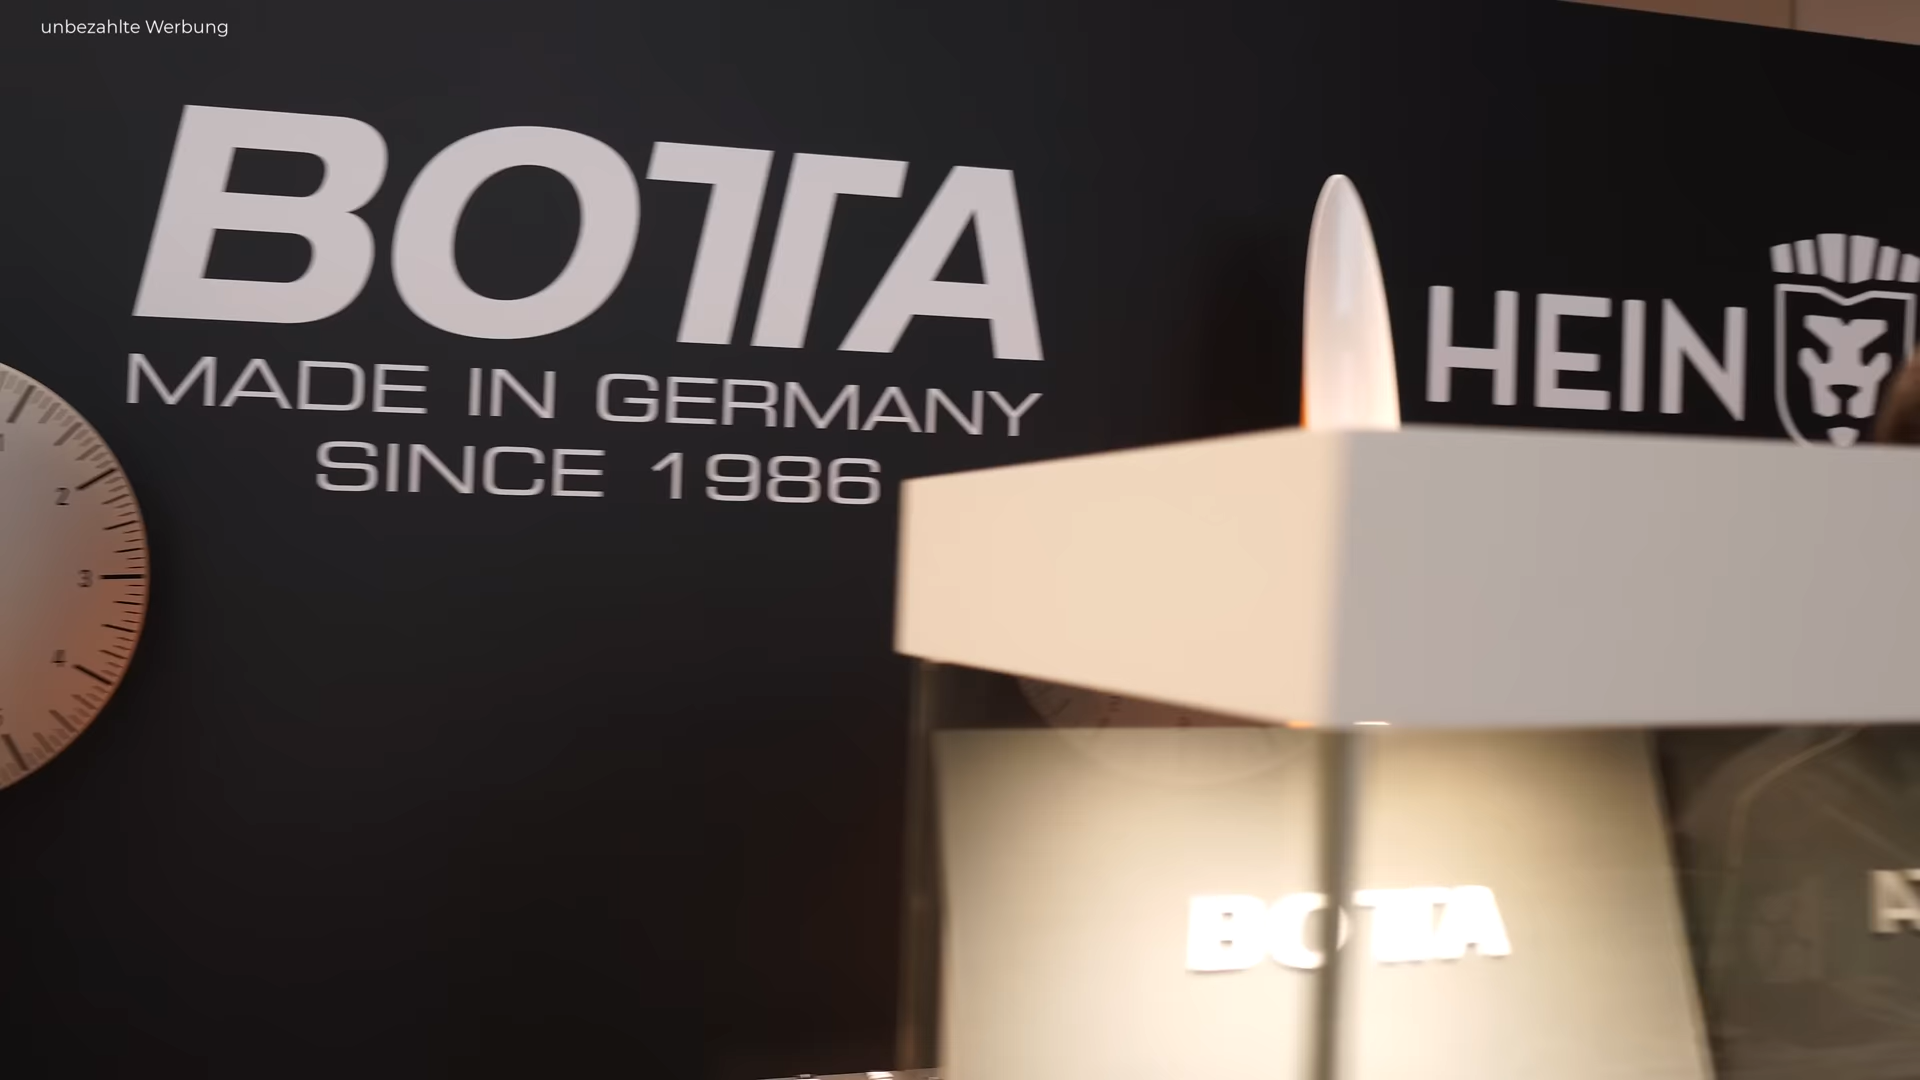 unbezahlte Werbung
BOTTA
MADE IN GERMANY
SINCE 1986
HEIN
2
3
4
BOTTA